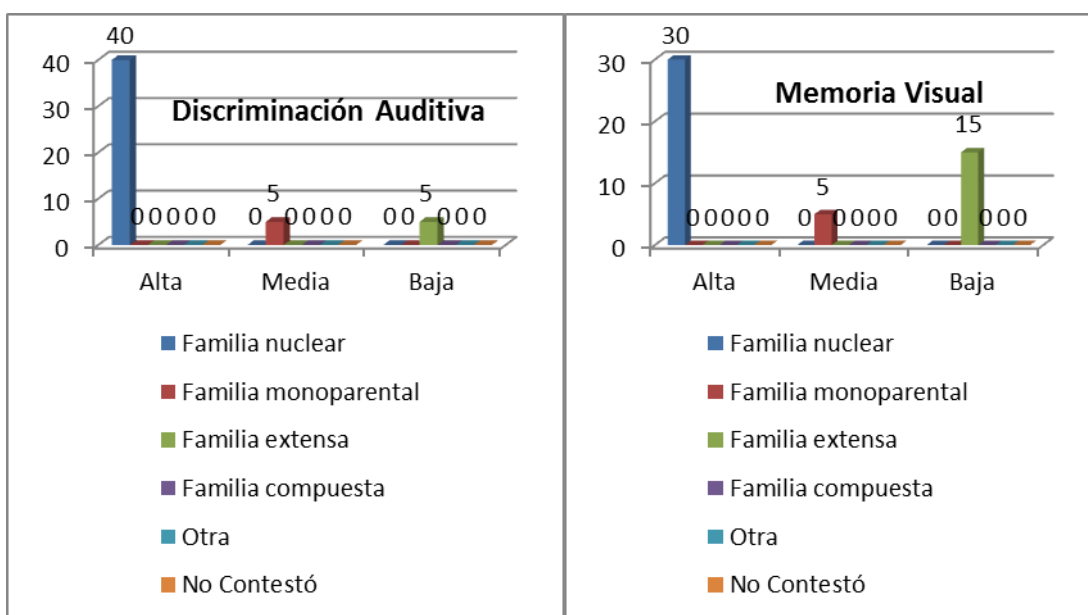 40
40
30
20
10
0
Discriminación Auditiva
0 0 0 0 0
5
0 0 0 0 0
5
0 0 0 0 0
Alta Media Baja
Familia nuclear
Familia monoparental
Familia extensa
Familia compuesta
Otra
No Contestó
30
30
20
10
0
Memoria Visual
0 0 0 0 0
5
0 0 0 0 0
15
0 0 0 0 0
Alta Media Baja
Familia nuclear
Familia monoparental
Familia extensa
Familia compuesta
Otra
No Contestó